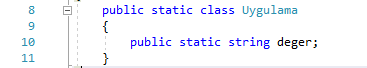 8 public static class Uygulama
9 {
10 public static string deger;
11 }